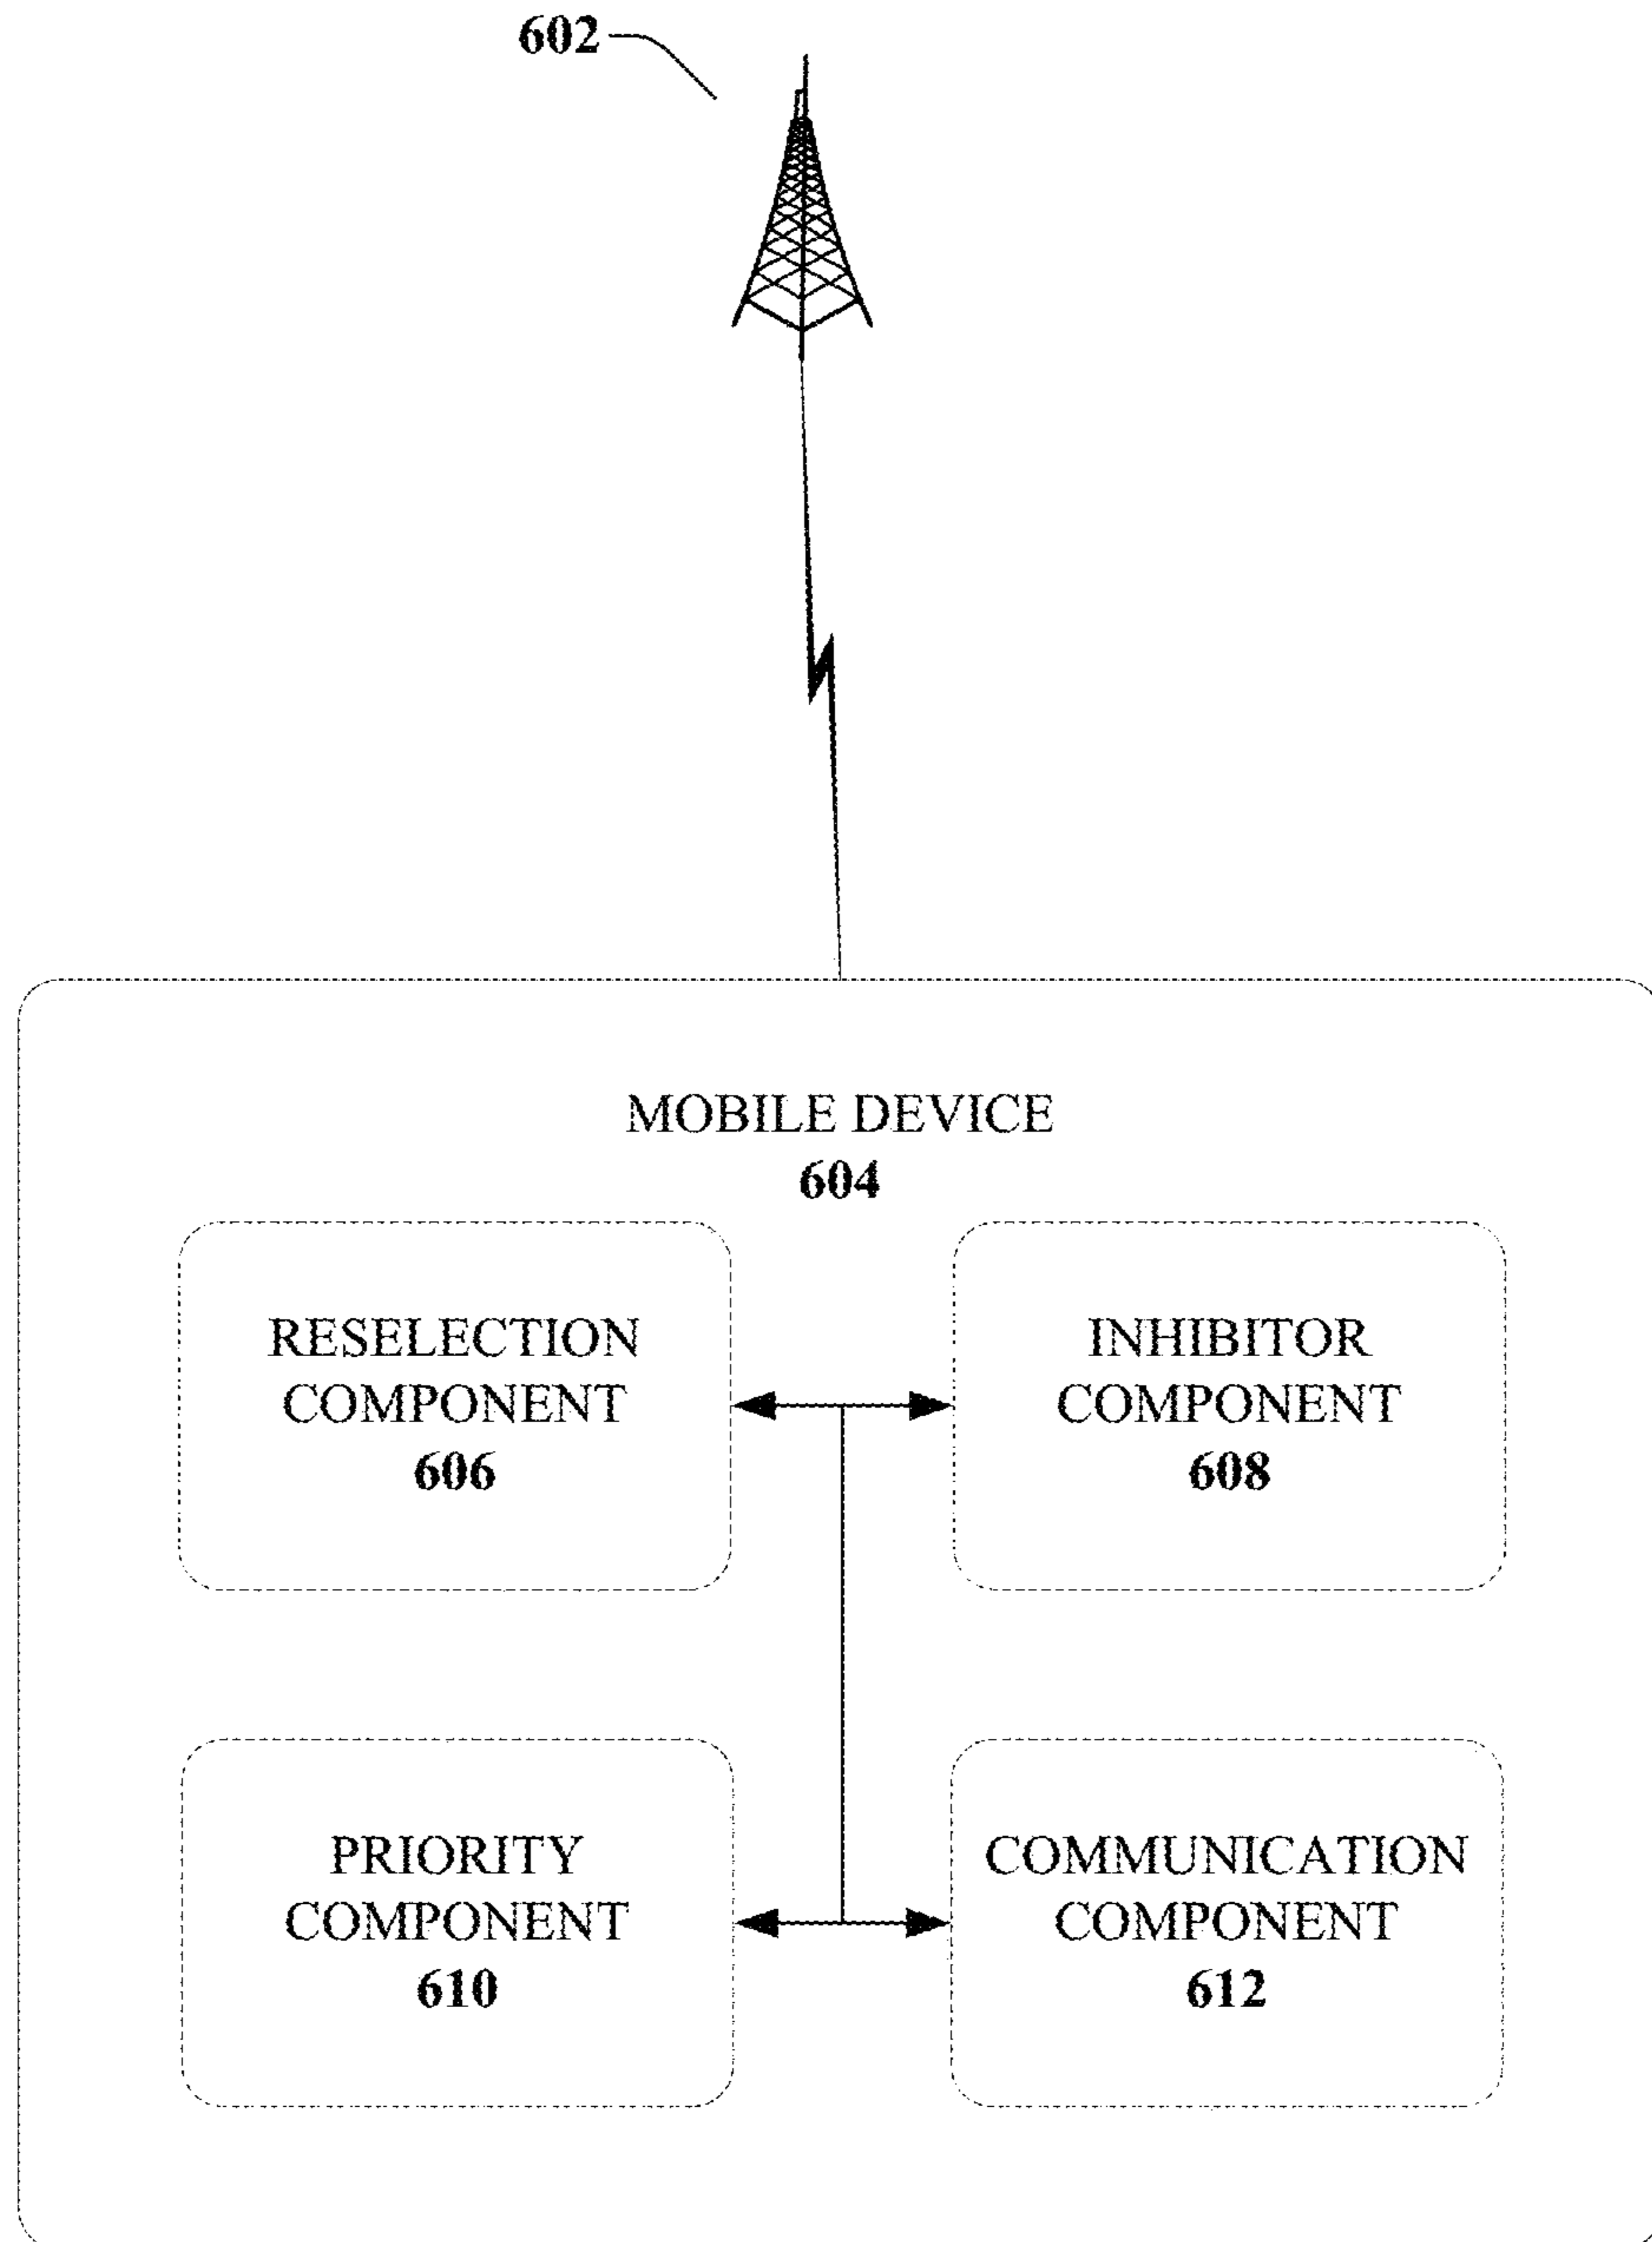 602
MOBILE DEVICE
604
RESELECTION
COMPONENT
606
INHIBITOR
COMPONENT
608
PRIORITY
COMPONENT
610
COMMUNICATION
COMPONENT
612